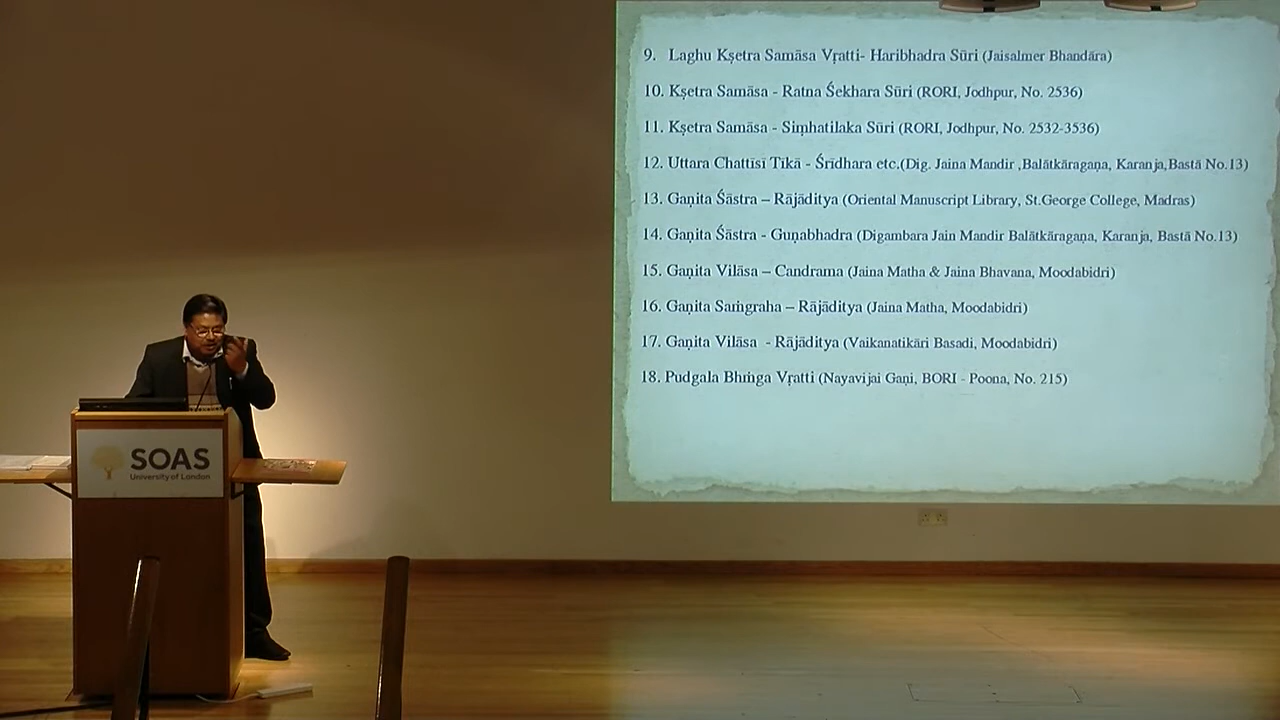 9. Laghu Kṣetra Samāsa Vṛatti- Haribhadra Sūri (Jaisalmer Bhandāra)
10. Kṣetra Samāsa - Ratna Śekhara Sūri (RORI, Jodhpur, No. 2536)
11. Kṣetra Samāsa - Siṃhatilaka Sūri (RORI, Jodhpur, No. 2532-3536)
12. Uttara Chattīsī Tīkā - Śrīdhara etc.(Dig. Jaina Mandir ,Balātkāragaṇa, Karanja,Bastā No.13)
13. Gaṇita Śāstra – Rājāditya (Oriental Manuscript Library, St.George College, Madras)
14. Gaṇita Śāstra - Guṇabhadra (Digambara Jain Mandir Balātkāragaṇa, Karanja, Bastā No.13)
15. Gaṇita Vilāsa – Candrama (Jaina Matha & Jaina Bhavana, Moodabidri)
16. Gaṇita Saṁgraha – Rājāditya (Jaina Matha, Moodabidri)
17. Gaṇita Vilāsa - Rājāditya (Vaikanatikāri Basadi, Moodabidri)
18. Pudgala Bhṁga Vṛatti (Nayavijai Gaṇi, BORI - Poona, No. 215)
SOAS
University of London